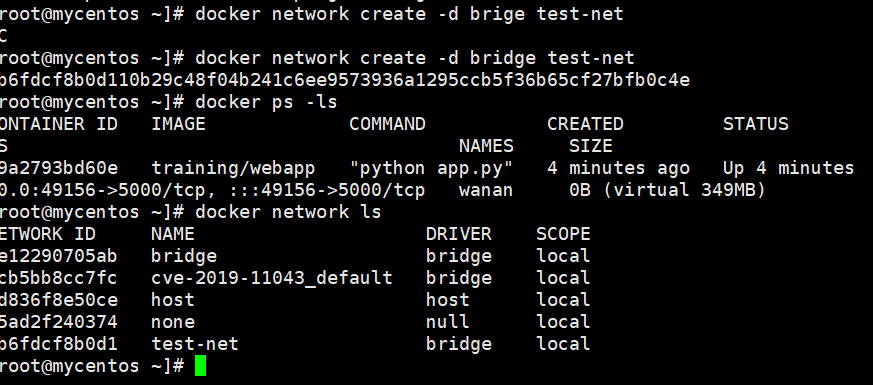 root@mycentos ~]# docker network create -d brige test-net
C
root@mycentos ~]# docker network create -d bridge test-net
b6fdcf8b0d110b29c48f04b241c6ee9573936a1295ccb5f36b65cf27bfb0c4e
root@mycentos ~]# docker ps -ls
ONTAINER ID   IMAGE             COMMAND           CREATED         STATUS
S                                         NAMES     SIZE
9a2793bd60e   training/webapp   "python app.py"   4 minutes ago   Up 4 minutes
0.0:49156->5000/tcp, :::49156->5000/tcp   wanan     0B (virtual 349MB)
root@mycentos ~]# docker network ls
ETWORK ID     NAME                     DRIVER    SCOPE
e12290705ab   bridge                   bridge    local
cb5bb8cc7fc   cve-2019-11043_default   bridge    local
d836f8e50ce   host                     host      local
5ad2f240374   none                     null      local
b6fdcf8b0d1   test-net                 bridge    local
root@mycentos ~]#